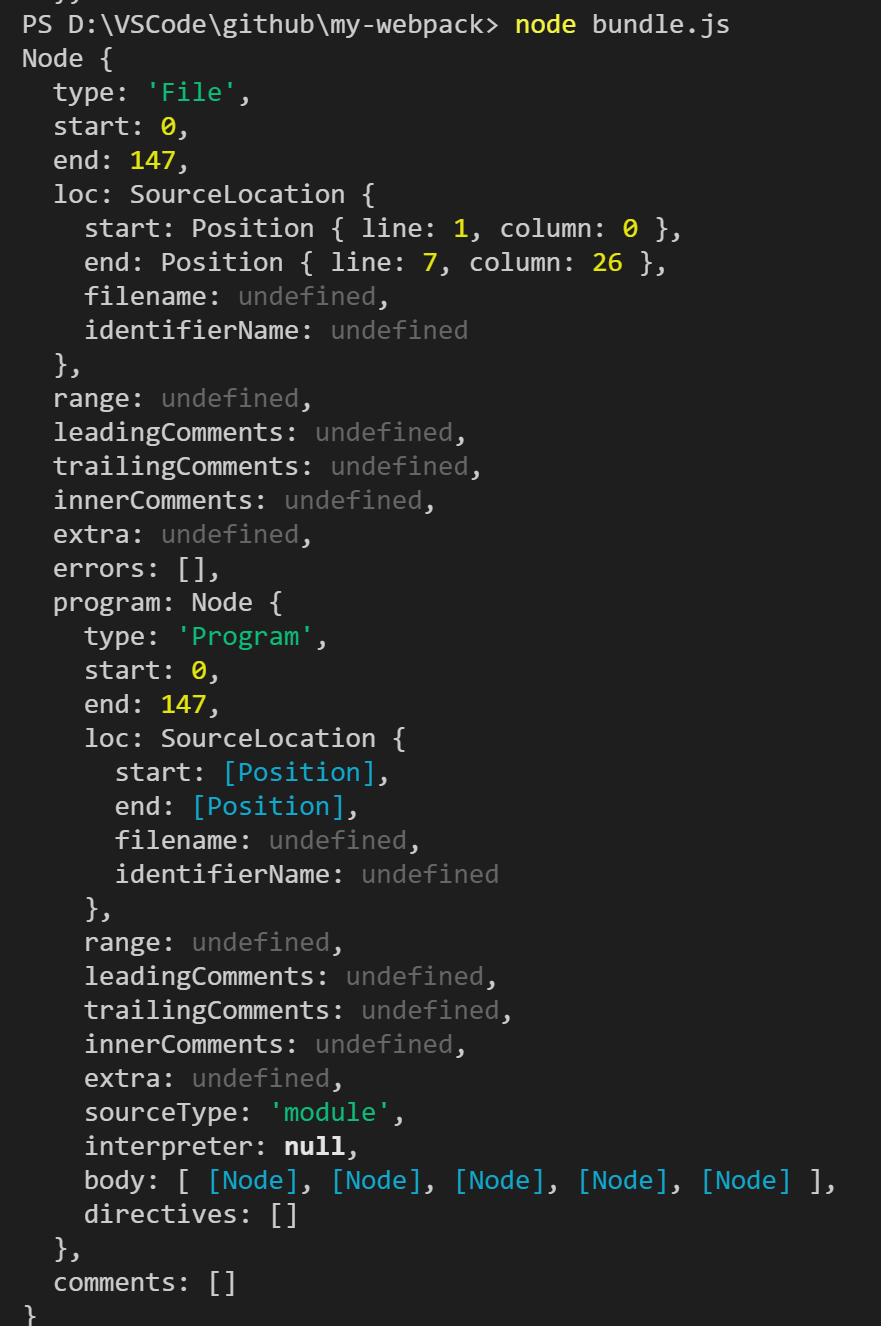 PS D:\VSCode\github\my-webpack> node bundle.js
Node {
  type: 'File',
  start: 0,
  end: 147,
  loc: SourceLocation {
    start: Position { line: 1, column: 0 },
    end: Position { line: 7, column: 26 },
    filename: undefined,
    identifierName: undefined
  },
  range: undefined,
  leadingComments: undefined,
  trailingComments: undefined,
  innerComments: undefined,
  extra: undefined,
  errors: [],
  program: Node {
    type: 'Program',
    start: 0,
    end: 147,
    loc: SourceLocation {
      start: [Position],
      end: [Position],
      filename: undefined,
      identifierName: undefined
    },
    range: undefined,
    leadingComments: undefined,
    trailingComments: undefined,
    innerComments: undefined,
    extra: undefined,
    sourceType: 'module',
    interpreter: null,
    body: [ [Node], [Node], [Node], [Node], [Node] ],
    directives: []
  },
  comments: []
}